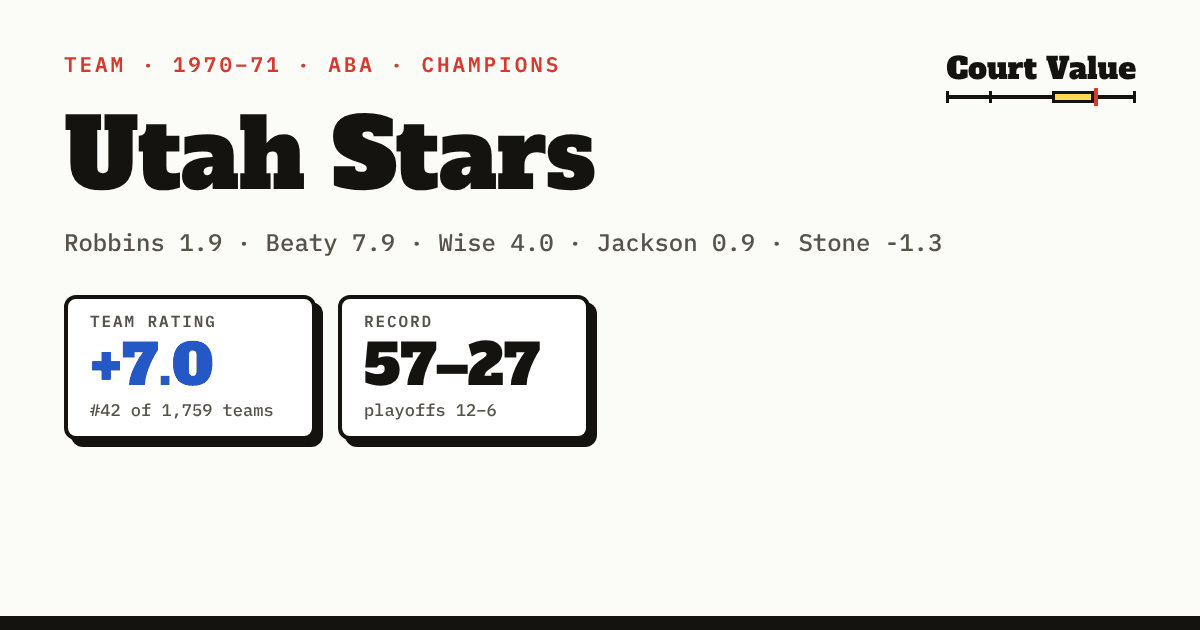 TEAM · 1970–71 · ABA · CHAMPIONS
Court Value
Utah Stars
Robbins 1.9 · Beaty 7.9 · Wise 4.0 · Jackson 0.9 · Stone -1.3
TEAM RATING
+7.0
#42 of 1,759 teams
RECORD
57–27
playoffs 12–6